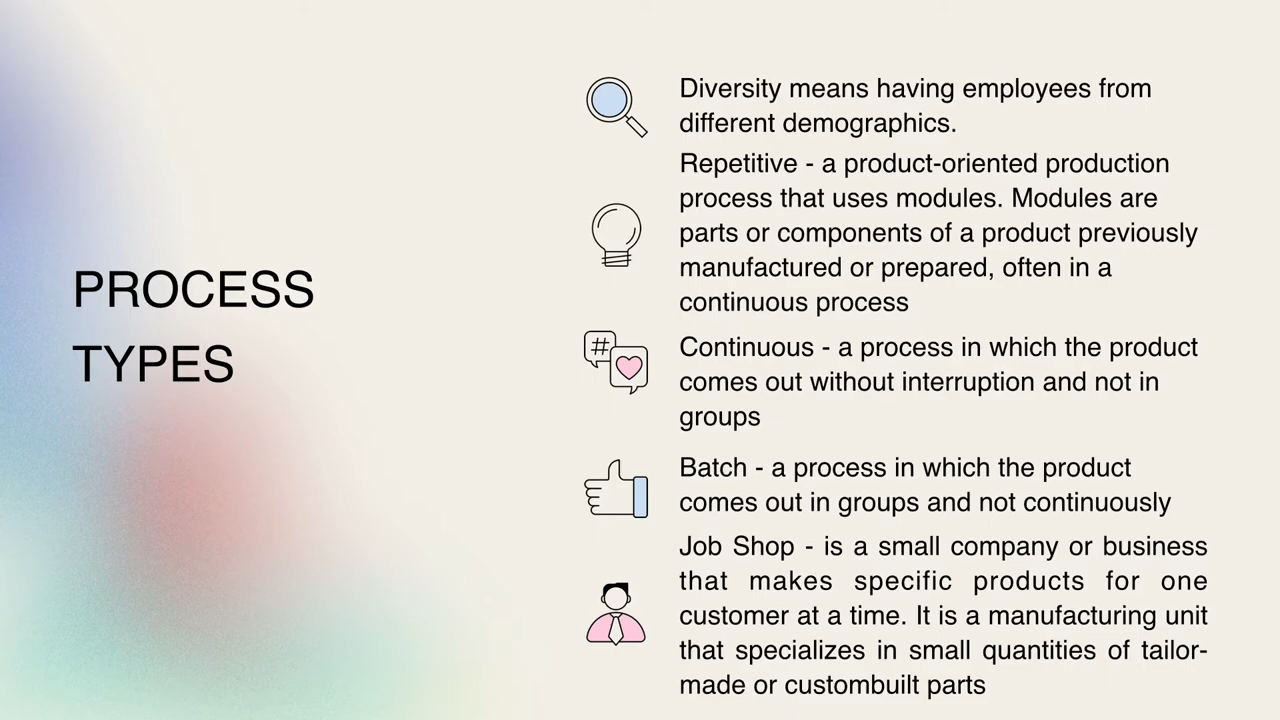 PROCESS
TYPES
Diversity means having employees from
different demographics.
Repetitive - a product-oriented production
process that uses modules. Modules are
parts or components of a product previously
manufactured or prepared, often in a
continuous process
#
Continuous - a process in which the product
comes out without interruption and not in
groups
Batch - a process in which the product
comes out in groups and not continuously
Job Shop - is a small company or business
that makes specific products for one
customer at a time. It is a manufacturing unit
that specializes in small quantities of tailor-
made or custombuilt parts